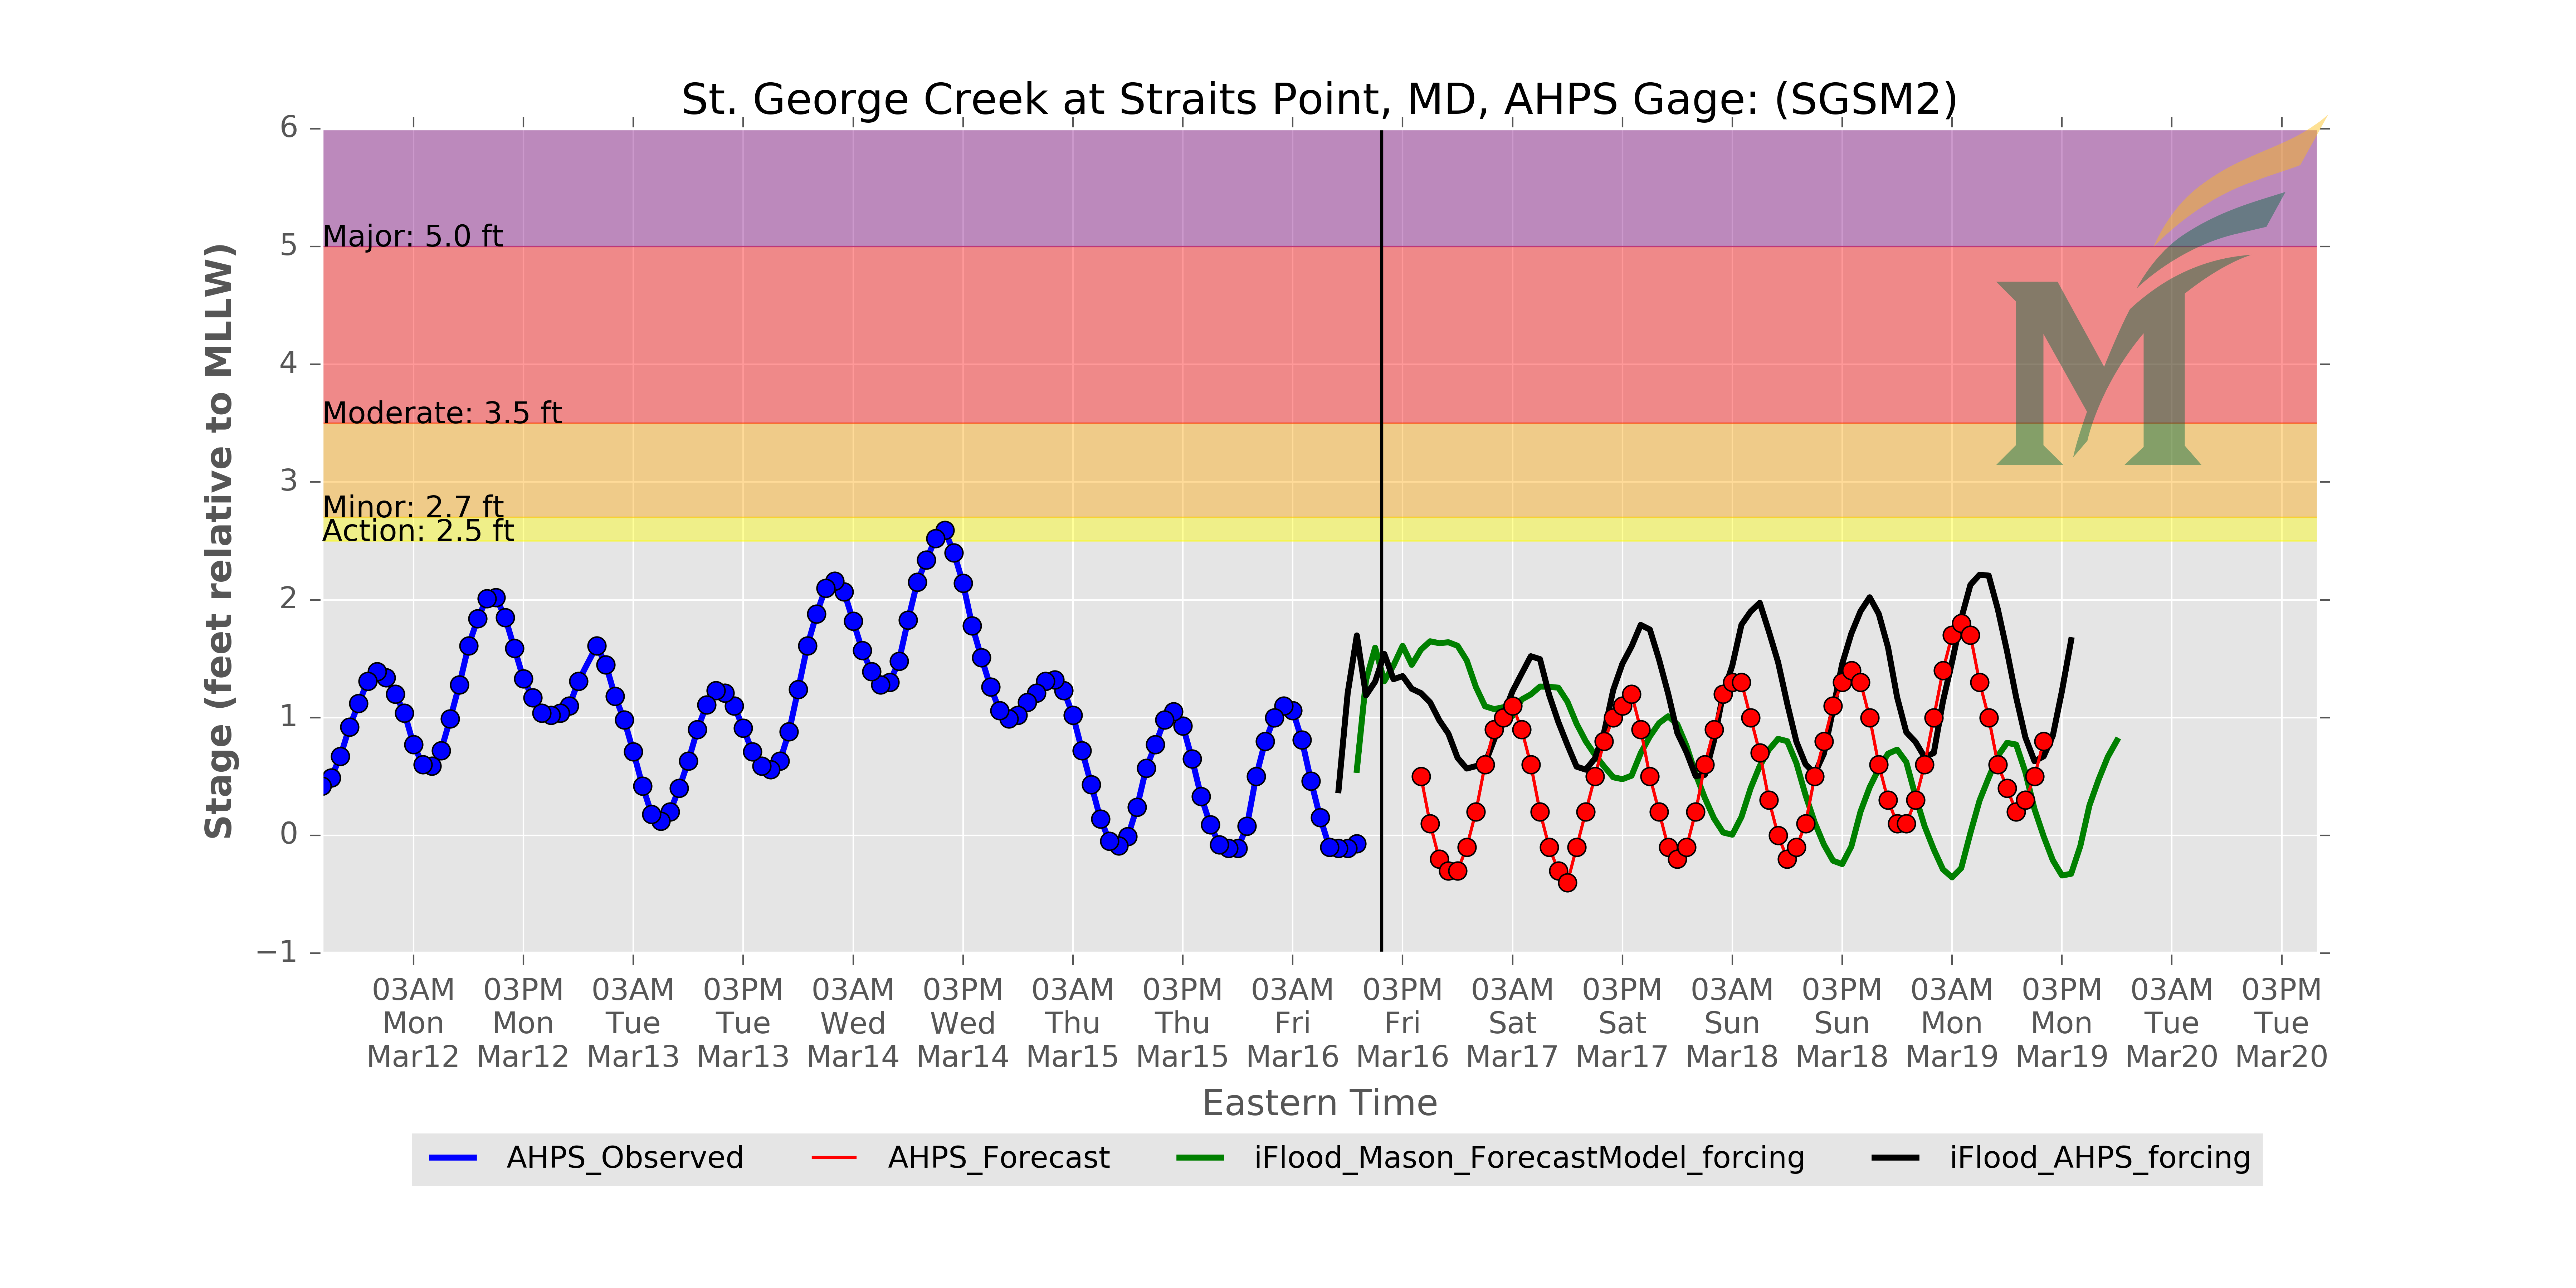 St. George Creek at Straits Point, MD, AHPS Gage: (SGSM2)
Stage (feet relative to MLLW)
6
5
4
3
2
1
0
−1
Major: 5.0 ft
Moderate: 3.5 ft
Minor: 2.7 ft
Action: 2.5 ft
M
03AM 03PM 03AM 03PM 03AM 03PM 03AM 03PM 03AM 03PM 03AM 03PM 03AM 03PM 03AM 03PM 03AM 03PM
Mon Mon Tue Tue Wed Wed Thu Thu Fri Fri Sat Sat Sun Sun Mon Mon Tue Tue
Mar12 Mar12 Mar13 Mar13 Mar14 Mar14 Mar15 Mar15 Mar16 Mar16 Mar17 Mar17 Mar18 Mar18 Mar19 Mar19 Mar20 Mar20
Eastern Time
AHPS_Observed AHPS_Forecast iFlood_Mason_ForecastModel_forcing iFlood_AHPS_forcing